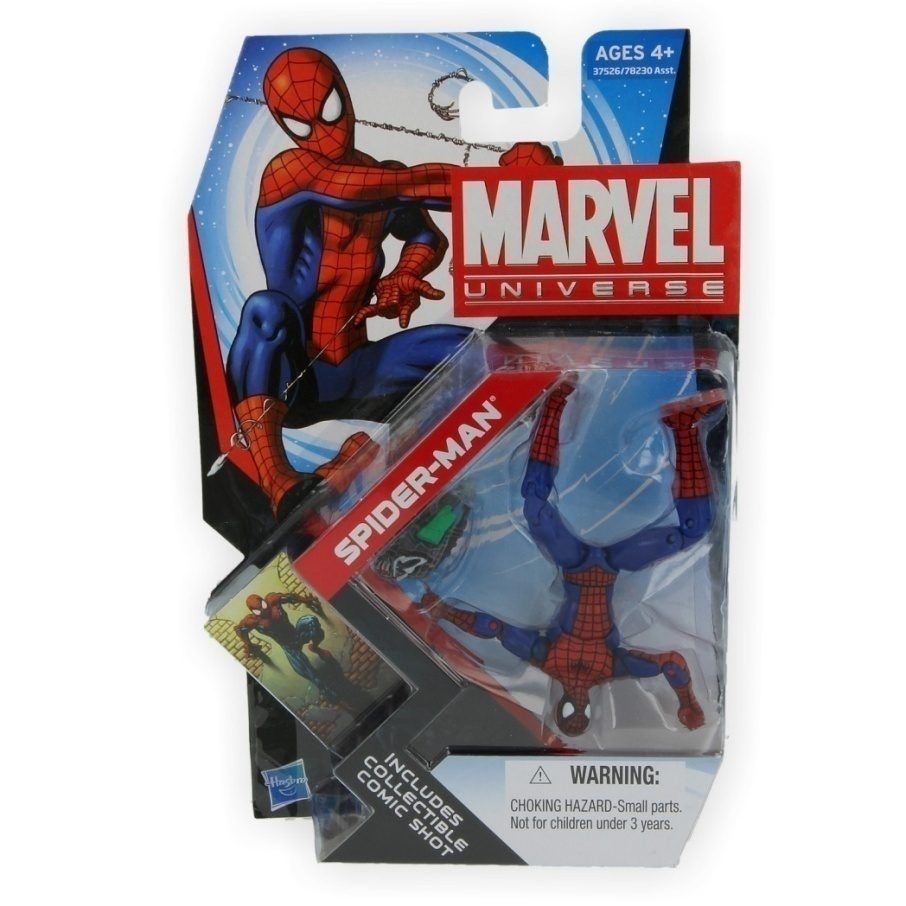 AGES 4+
37526/78230 Asst.
MARVEL
UNIVERSE
SPIDER-MAN®
Hasbro
INCLUDES
COLLECTIBLE
COMIC SHOT
⚠ WARNING:
CHOKING HAZARD-Small parts.
Not for children under 3 years.